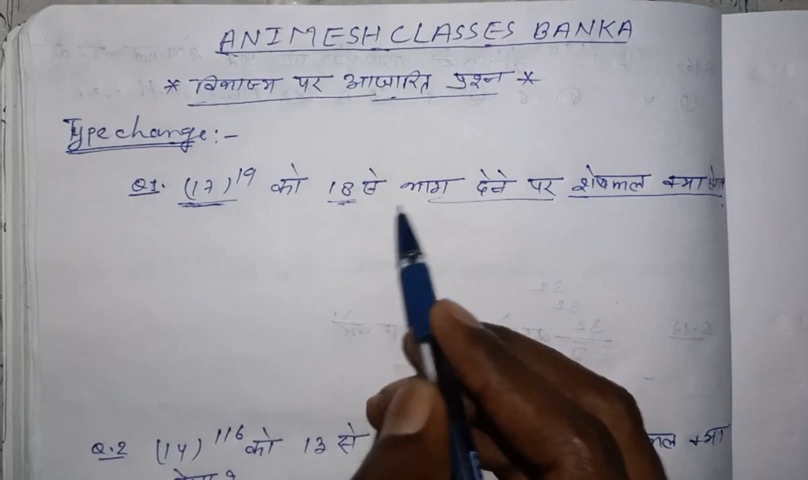 ANIMESH CLASSES BANKA
* विभाज्य पर आधारित प्रश्न *
Type change:-
Q1. (17)^19 को 18 से भाग देने पर शेषफल क्या होगा
Q.2 (14)^116 को 13 से क्या